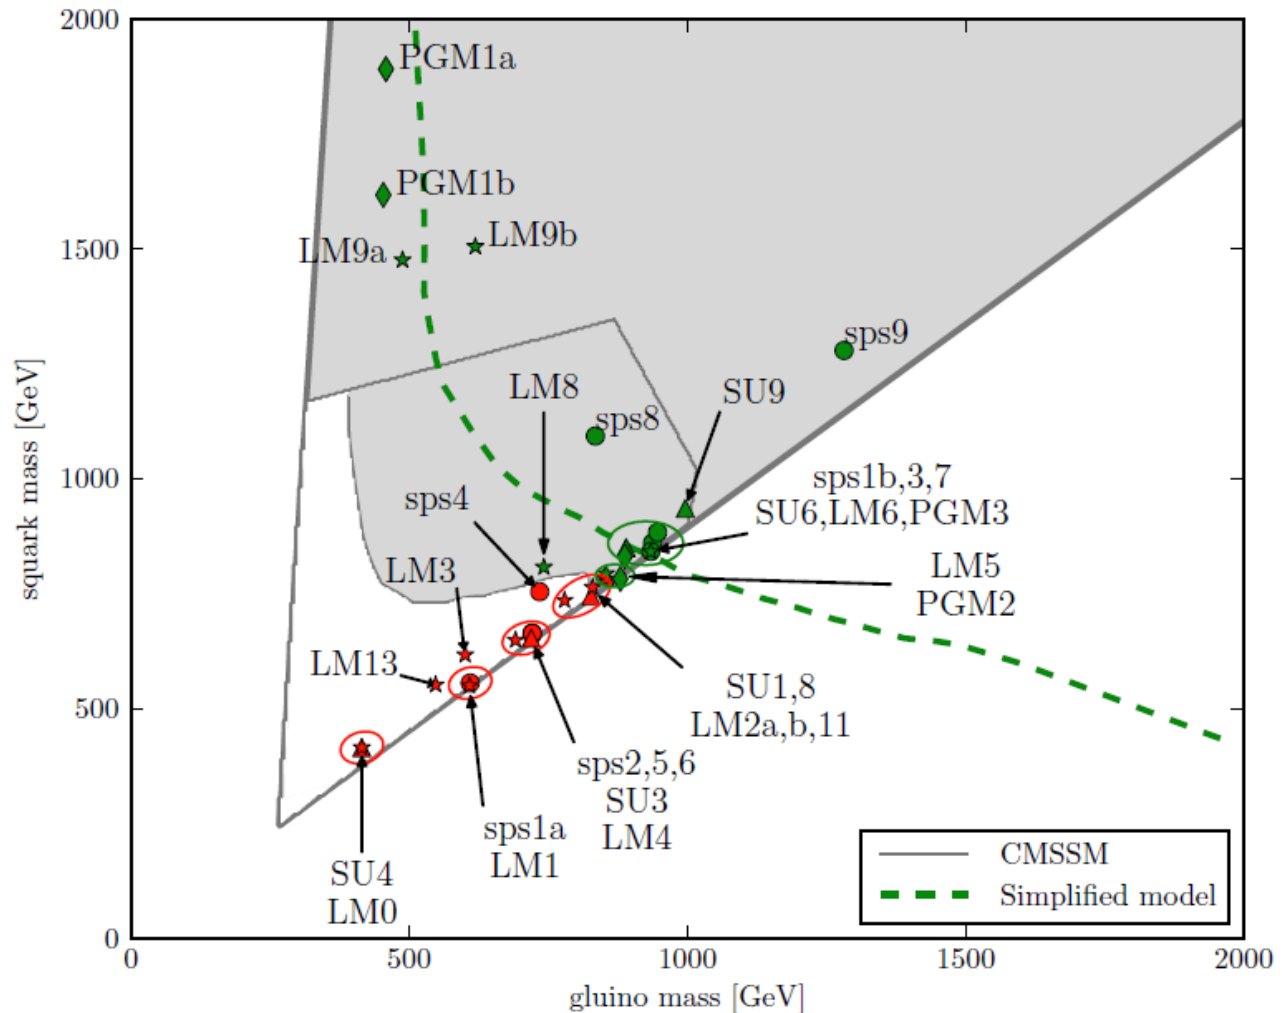 2000
1500
1000
500
0
squark mass [GeV]
PGM1a
PGM1b
LM9a
LM9b
sps9
LM8
SU9
sps8
sps4
sps1b,3,7
SU6,LM6,PGM3
LM3
LM5
PGM2
LM13
SU1,8
LM2a,b,11
sps2,5,6
SU3
LM4
sps1a
LM1
SU4
LM0
CMSSM
Simplified model
0
500
1000
1500
2000
gluino mass [GeV]